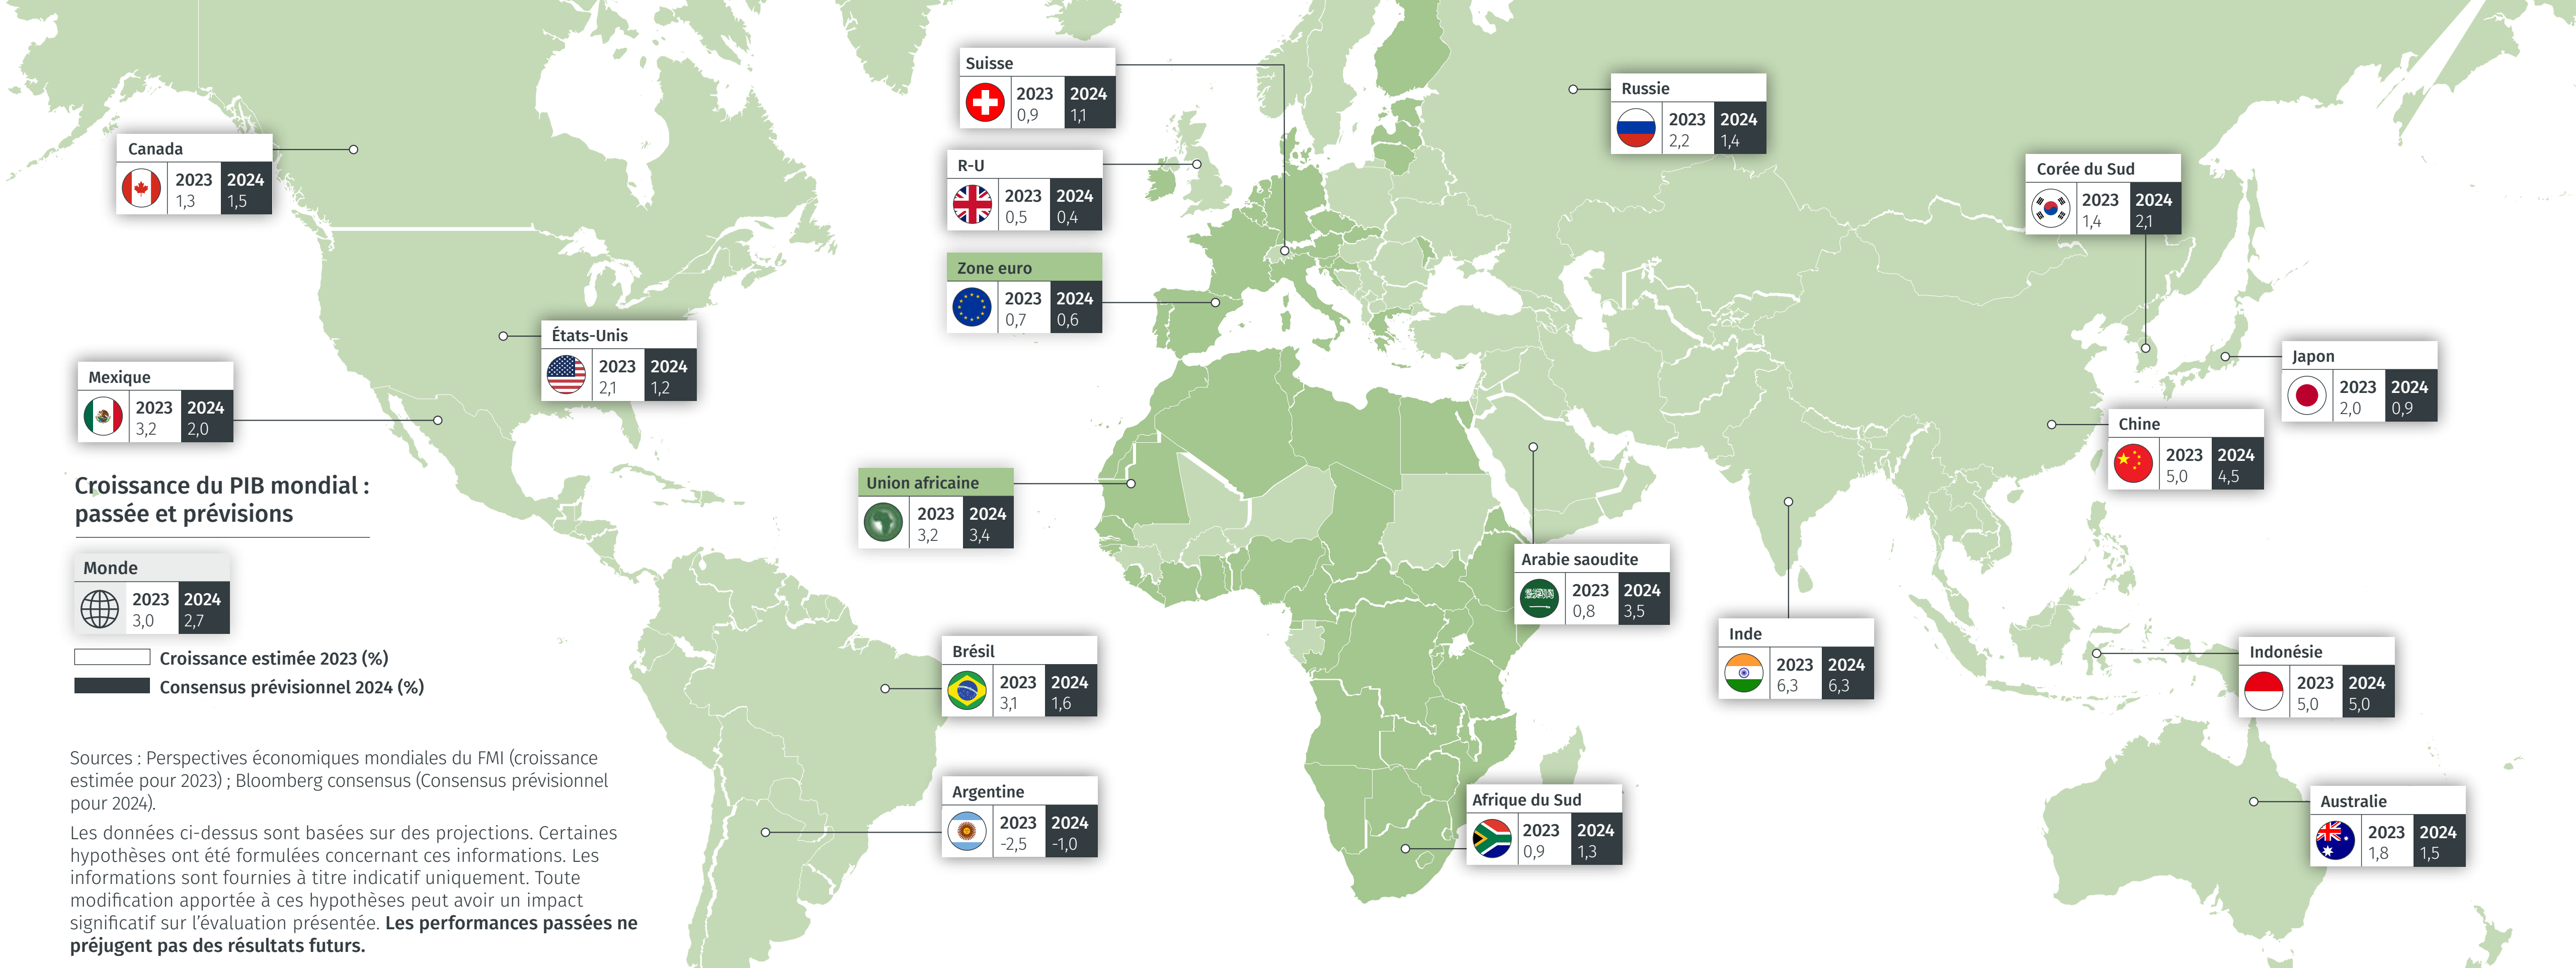 Suisse
2023 2024
0,9 1,1
Russie
2023 2024
2,2 1,4
Canada
2023 2024
1,3 1,5
R-U
2023 2024
0,5 0,4
Corée du Sud
2023 2024
1,4 2,1
Zone euro
2023 2024
0,7 0,6
États-Unis
2023 2024
2,1 1,2
Japon
2023 2024
2,0 0,9
Mexique
2023 2024
3,2 2,0
Chine
2023 2024
5,0 4,5
Union africaine
2023 2024
3,2 3,4
Croissance du PIB mondial :
passée et prévisions
Monde
2023 2024
3,0 2,7
Croissance estimée 2023 (%)
Consensus prévisionnel 2024 (%)
Arabie saoudite
2023 2024
0,8 3,5
Inde
2023 2024
6,3 6,3
Brésil
2023 2024
3,1 1,6
Indonésie
2023 2024
5,0 5,0
Argentine
2023 2024
-2,5 -1,0
Afrique du Sud
2023 2024
0,9 1,3
Australie
2023 2024
1,8 1,5
Sources : Perspectives économiques mondiales du FMI (croissance
estimée pour 2023) ; Bloomberg consensus (Consensus prévisionnel
pour 2024).
Les données ci-dessus sont basées sur des projections. Certaines
hypothèses ont été formulées concernant ces informations. Les
informations sont fournies à titre indicatif uniquement. Toute
modification apportée à ces hypothèses peut avoir un impact
significatif sur l'évaluation présentée. Les performances passées ne
préjugent pas des résultats futurs.